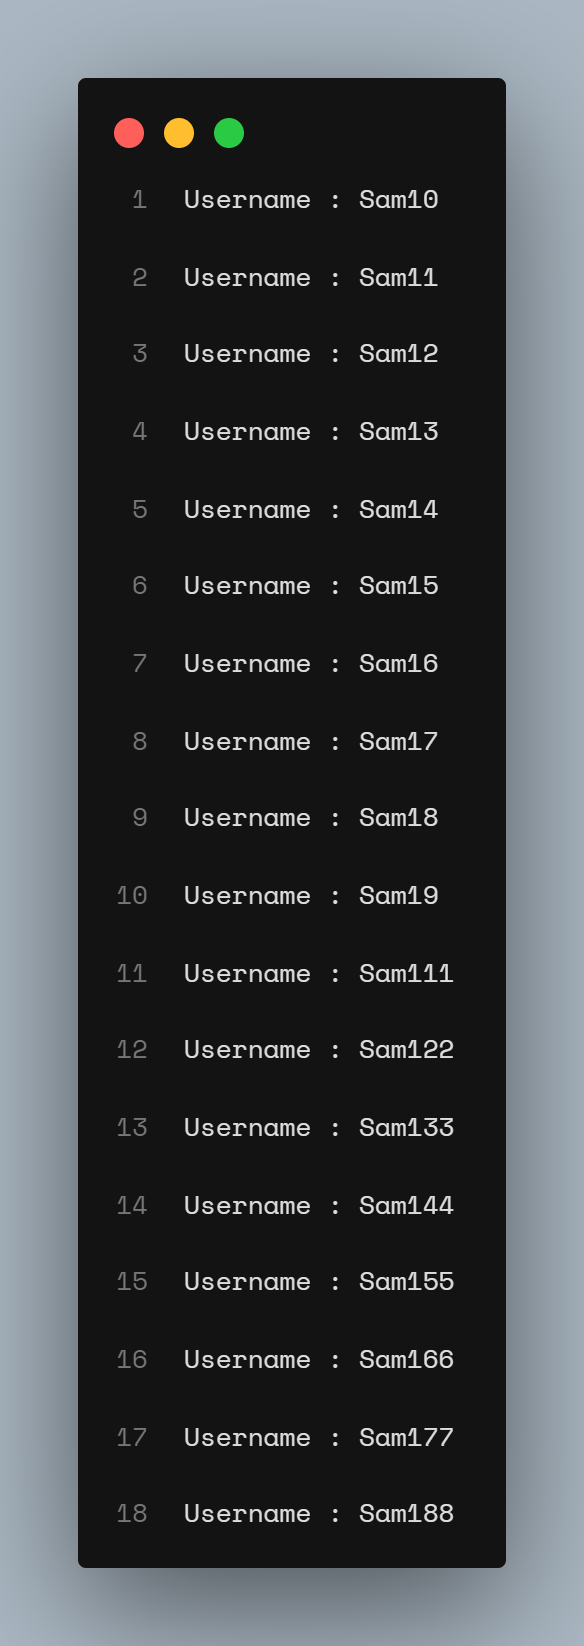 1 Username : Sam10
2 Username : Sam11
3 Username : Sam12
4 Username : Sam13
5 Username : Sam14
6 Username : Sam15
7 Username : Sam16
8 Username : Sam17
9 Username : Sam18
10 Username : Sam19
11 Username : Sam111
12 Username : Sam122
13 Username : Sam133
14 Username : Sam144
15 Username : Sam155
16 Username : Sam166
17 Username : Sam177
18 Username : Sam188